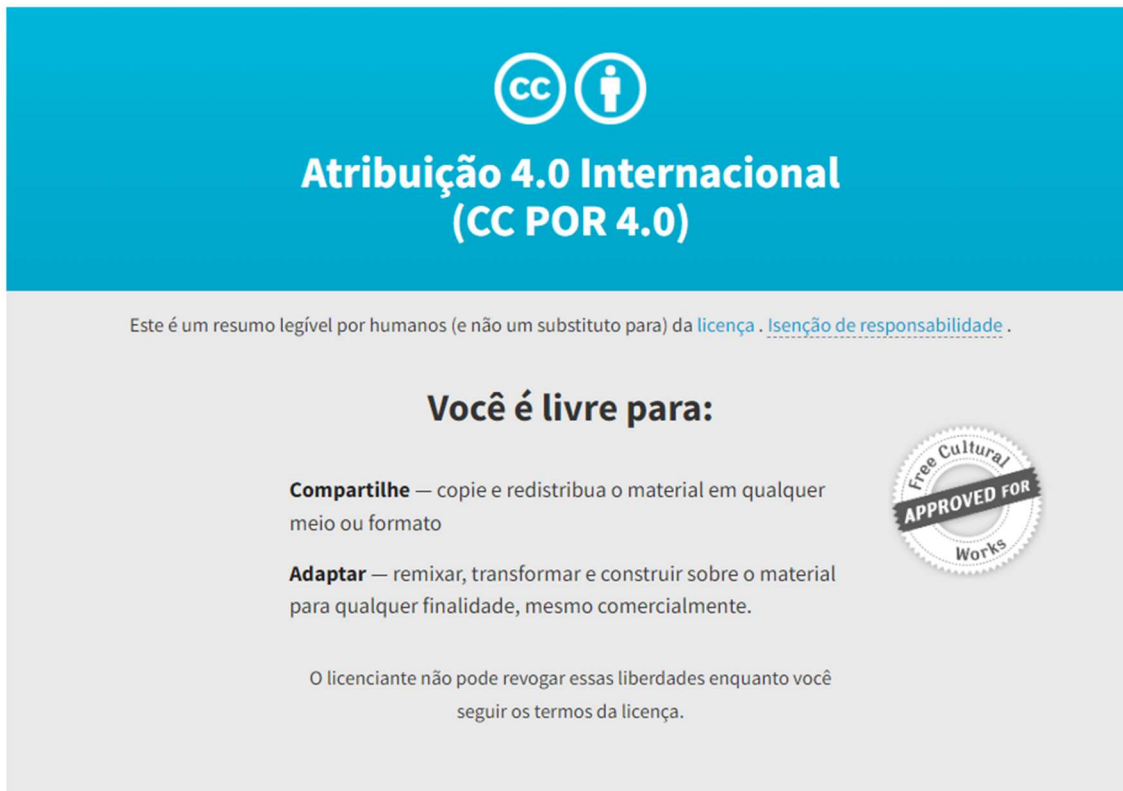 cc
Atribuição 4.0 Internacional
(CC POR 4.0)
Este é um resumo legível por humanos (e não um substituto para) da licença . Isenção de responsabilidade .
Você é livre para:
Compartilhe — copie e redistribua o material em qualquer
meio ou formato
Adaptar — remixar, transformar e construir sobre o material
para qualquer finalidade, mesmo comercialmente.
Free Cultural
APPROVED FOR
Works
O licenciante não pode revogar essas liberdades enquanto você
seguir os termos da licença.